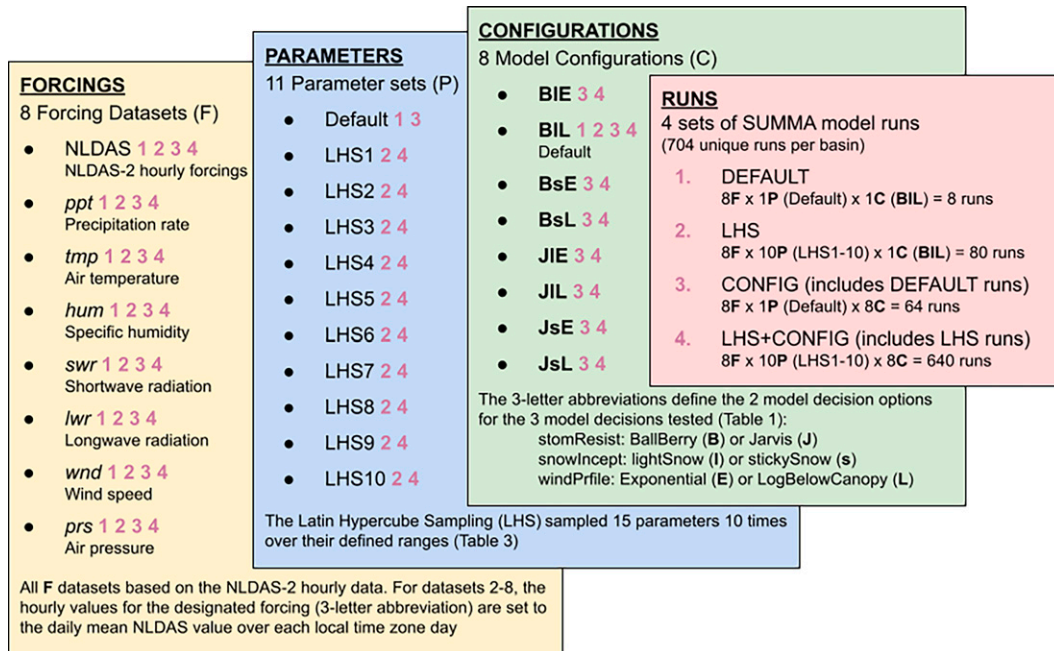 FORCINGS
8 Forcing Datasets (F)
● NLDAS 1 2 3 4
NLDAS-2 hourly forcings
● ppt 1 2 3 4
Precipitation rate
● tmp 1 2 3 4
Air temperature
● hum 1 2 3 4
Specific humidity
● swr 1 2 3 4
Shortwave radiation
● lwr 1 2 3 4
Longwave radiation
● wnd 1 2 3 4
Wind speed
● prs 1 2 3 4
Air pressure
All F datasets based on the NLDAS-2 hourly data. For datasets 2-8, the
hourly values for the designated forcing (3-letter abbreviation) are set to
the daily mean NLDAS value over each local time zone day
PARAMETERS
11 Parameter sets (P)
● Default 1 3
● LHS1 2 4
● LHS2 2 4
● LHS3 2 4
● LHS4 2 4
● LHS5 2 4
● LHS6 2 4
● LHS7 2 4
● LHS8 2 4
● LHS9 2 4
● LHS10 2 4
The Latin Hypercube Sampling (LHS) sampled 15 parameters 10 times
over their defined ranges (Table 3)
CONFIGURATIONS
8 Model Configurations (C)
● BlE 3 4
● BlL 1 2 3 4
Default
● BsE 3 4
● BsL 3 4
● JlE 3 4
● JlL 3 4
● JsE 3 4
● JsL 3 4
The 3-letter abbreviations define the 2 model decision options
for the 3 model decisions tested (Table 1):
stomResist: BallBerry (B) or Jarvis (J)
snowIncept: lightSnow (l) or stickySnow (s)
windPrfile: Exponential (E) or LogBelowCanopy (L)
RUNS
4 sets of SUMMA model runs
(704 unique runs per basin)
1. DEFAULT
8F x 1P (Default) x 1C (BlL) = 8 runs
2. LHS
8F x 10P (LHS1-10) x 1C (BlL) = 80 runs
3. CONFIG (includes DEFAULT runs)
8F x 1P (Default) x 8C = 64 runs
4. LHS+CONFIG (includes LHS runs)
8F x 10P (LHS1-10) x 8C = 640 runs